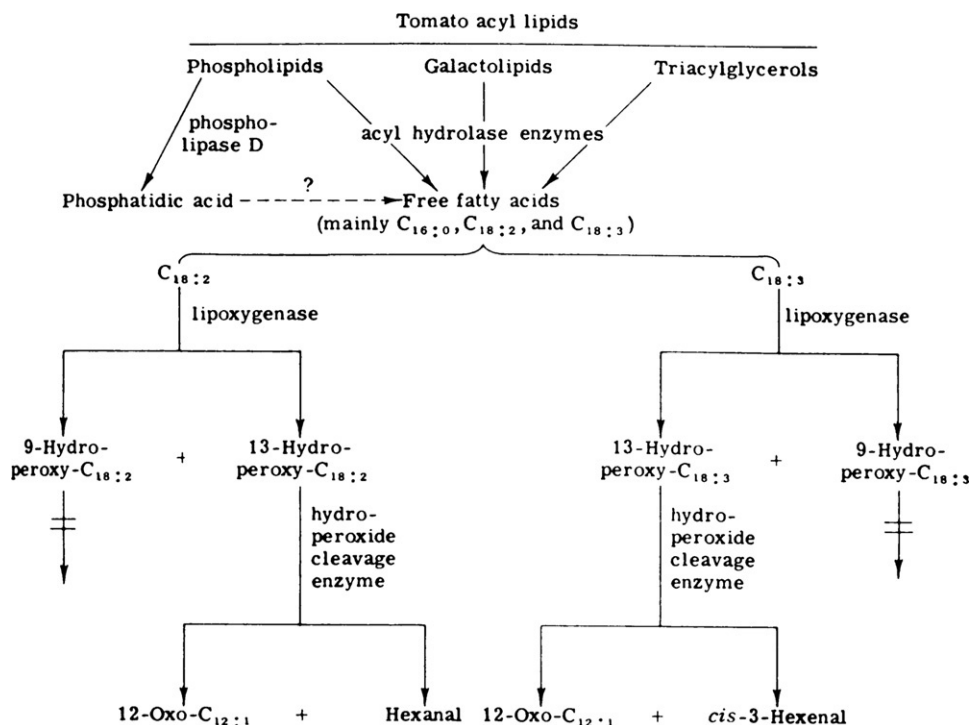 Tomato acyl lipids
Phospholipids Galactolipids Triacylglycerols
phospho-
lipase D
acyl hydrolase enzymes
?
Phosphatidic acid Free fatty acids
(mainly C₁₆:₀, C₁₈:₂, and C₁₈:₃)
C₁₈:₂ C₁₈:₃
lipoxygenase lipoxygenase
9-Hydro- 13-Hydro- 13-Hydro- 9-Hydro-
peroxy-C₁₈:₂ + peroxy-C₁₈:₂ peroxy-C₁₈:₃ + peroxy-C₁₈:₃
hydro- hydro-
peroxide peroxide
cleavage cleavage
enzyme enzyme
12-Oxo-C₁₂:₁ + Hexanal 12-Oxo-C₁₂:₁ + cis-3-Hexenal